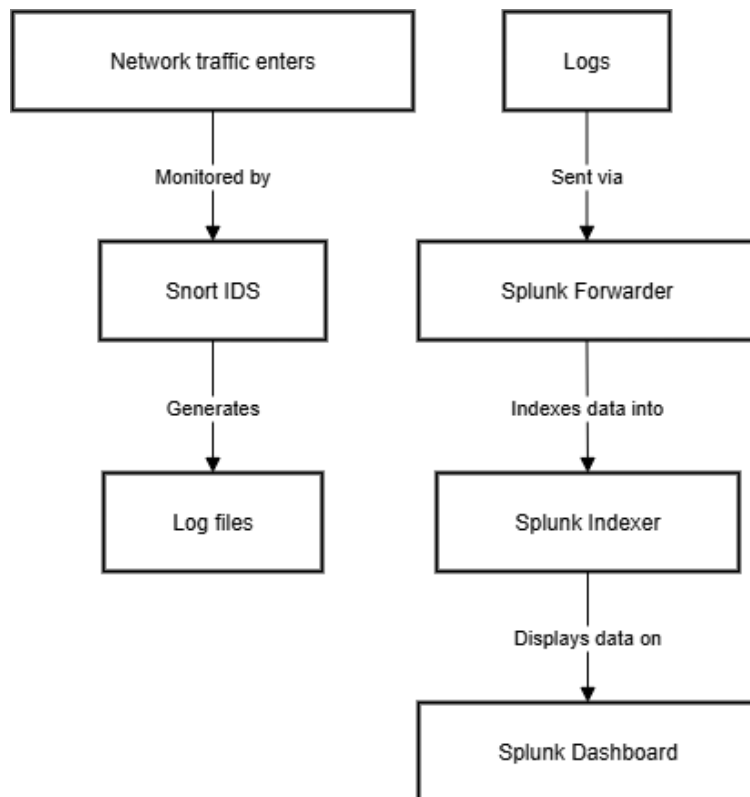 Network traffic enters
Logs
Monitored by
Sent via
Snort IDS
Splunk Forwarder
Generates
Indexes data into
Log files
Splunk Indexer
Displays data on
Splunk Dashboard